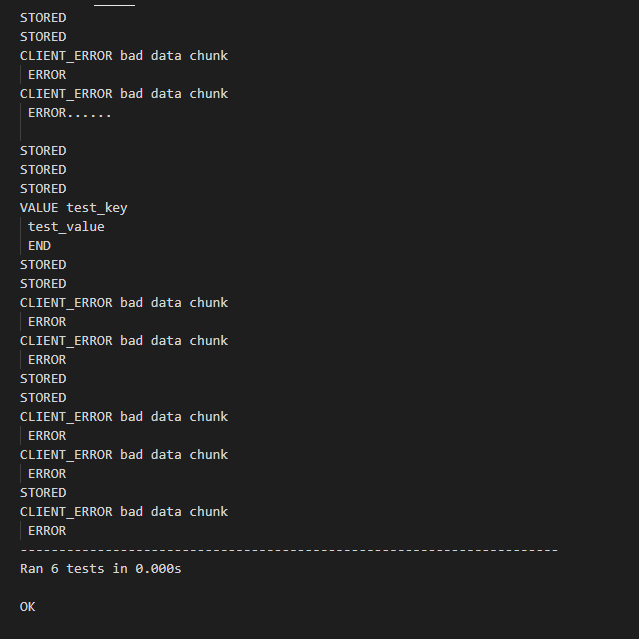 STORED
STORED
CLIENT_ERROR bad data chunk
ERROR
CLIENT_ERROR bad data chunk
ERROR......
STORED
STORED
STORED
VALUE test_key
test_value
END
STORED
STORED
CLIENT_ERROR bad data chunk
ERROR
CLIENT_ERROR bad data chunk
ERROR
STORED
STORED
CLIENT_ERROR bad data chunk
ERROR
CLIENT_ERROR bad data chunk
ERROR
STORED
CLIENT_ERROR bad data chunk
ERROR
----------------------------------------------------------------------
Ran 6 tests in 0.000s
OK